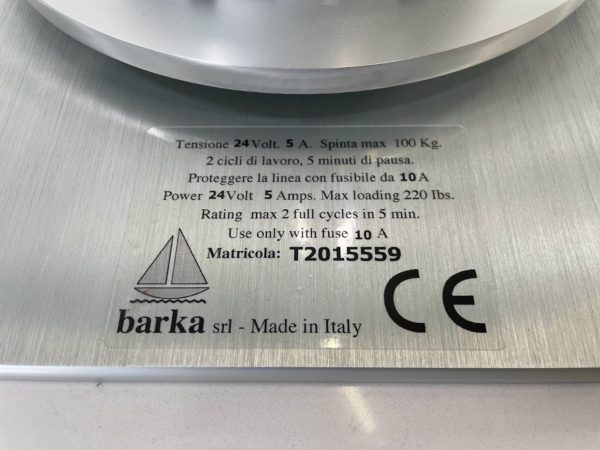 Tensione 24 Volt. 5 A. Spinta max 100 Kg.
2 cicli di lavoro, 5 minuti di pausa.
Proteggere la linea con fusibile da 10 A
Power 24 Volt 5 Amps. Max loading 220 Ibs.
Rating max 2 full cycles in 5 min.
Use only with fuse 10 A
Matricola: T2015559
barka srl - Made in Italy
CE